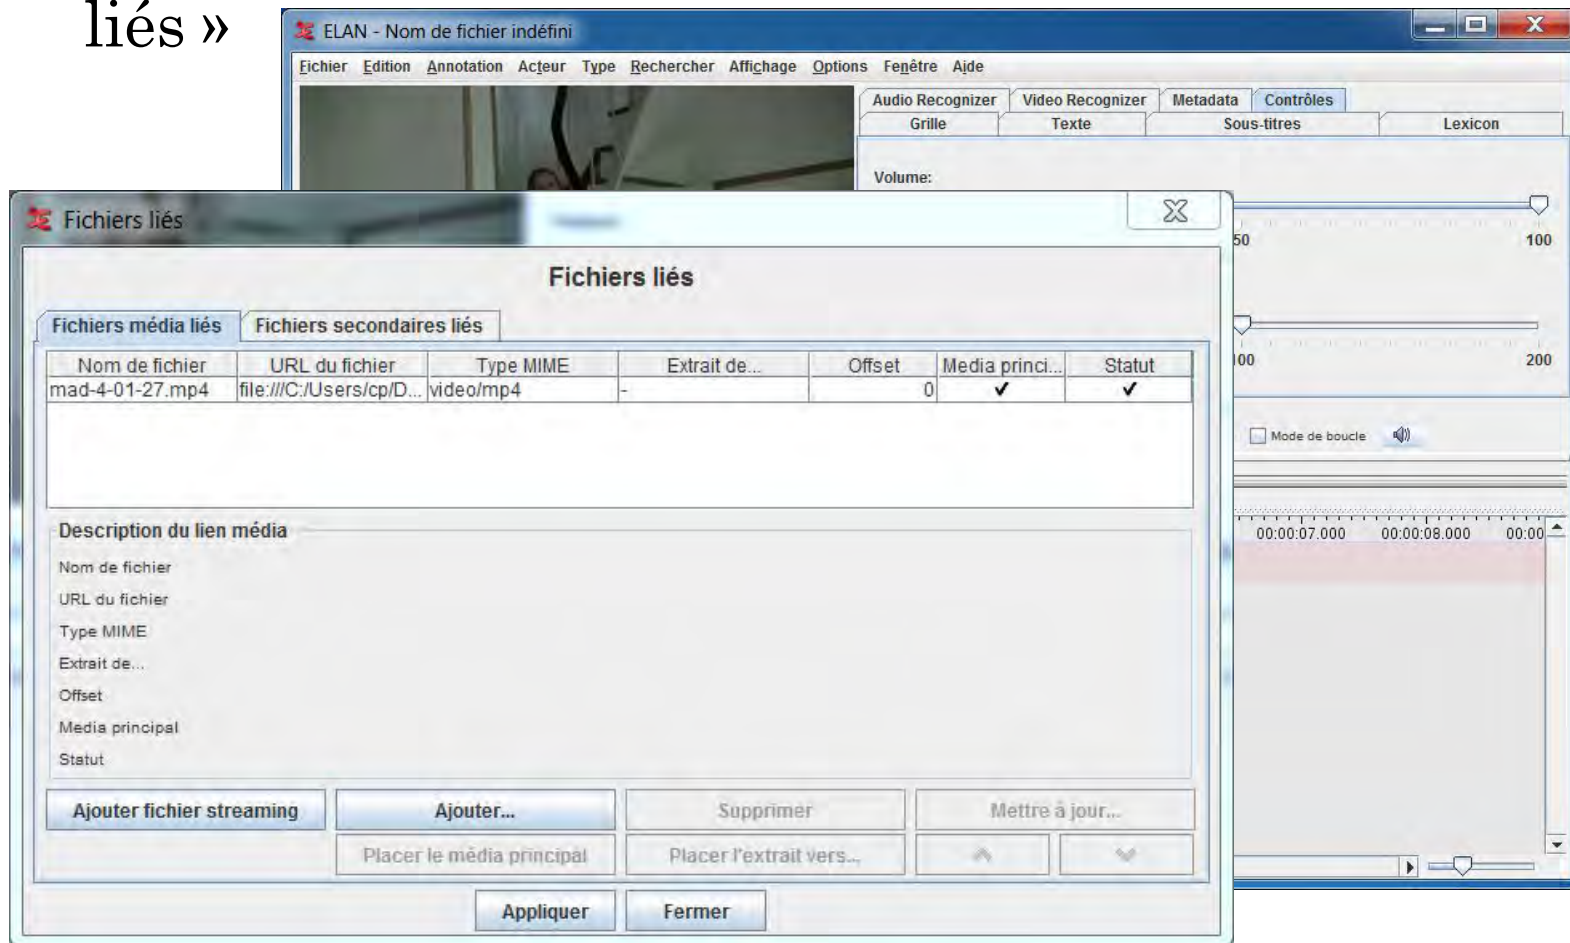 liés »
ELAN - Nom de fichier indéfini
Fichier Edition Annotation Acteur Type Rechercher Affichage Options Fenêtre Aide
Audio Recognizer Video Recognizer Metadata Contrôles
Grille Texte Sous-titres Lexicon
Volume:
50 100
Fichiers liés
Fichiers liés
Fichiers média liés Fichiers secondaires liés
100 200
Nom de fichier URL du fichier Type MIME Extrait de... Offset Media princi... Statut
mad-4-01-27.mp4 file:///C:/Users/cp/D... video/mp4 - 0 ✔ ✔
Mode de boucle
Description du lien média
00:00:07.000 00:00:08.000 00:00
Nom de fichier
URL du fichier
Type MIME
Extrait de...
Offset
Media principal
Statut
Ajouter fichier streaming Ajouter... Supprimer Mettre à jour...
Placer le média principal Placer l'extrait vers...
Appliquer Fermer